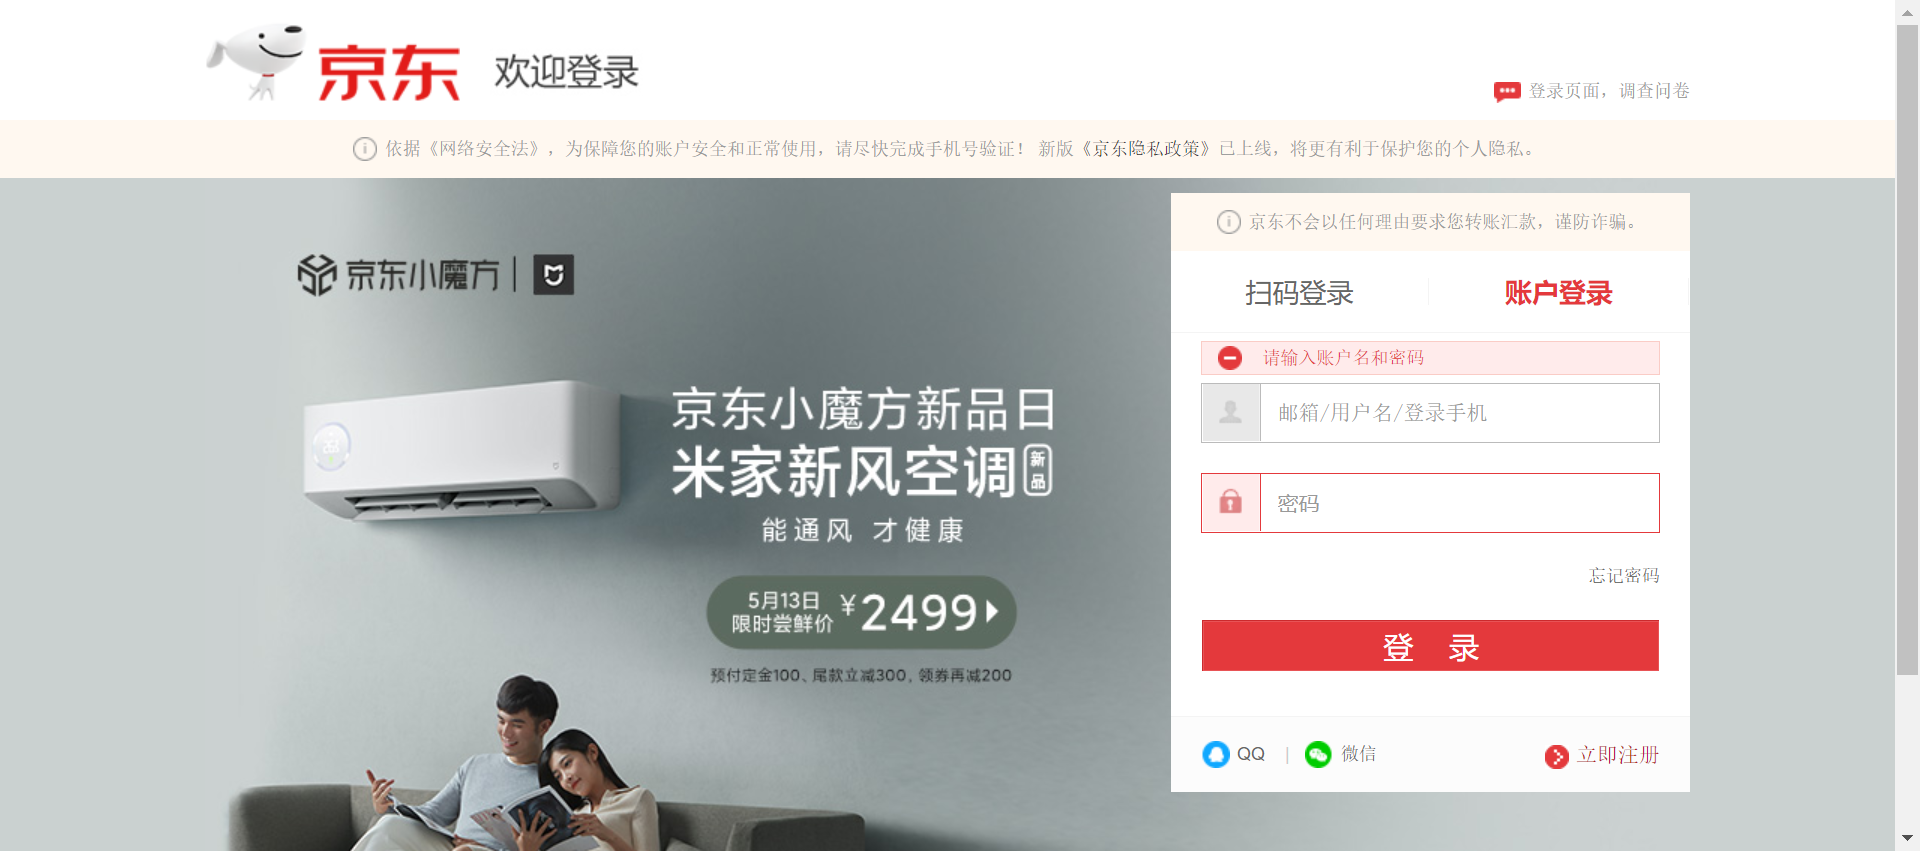 京东 欢迎登录
登录页面，调查问卷
依据《网络安全法》，为保障您的账户安全和正常使用，请尽快完成手机号验证！ 新版《京东隐私政策》已上线，将更有利于保护您的个人隐私。
京东小魔方
京东小魔方新品日
米家新风空调 新品
能通风 才健康
5月13日
限时尝鲜价 ¥2499
预付定金100、尾款立减300，领券再减200
京东不会以任何理由要求您转账汇款，谨防诈骗。
扫码登录 账户登录
请输入账户名和密码
邮箱/用户名/登录手机
密码
忘记密码
登 录
QQ | 微信 立即注册